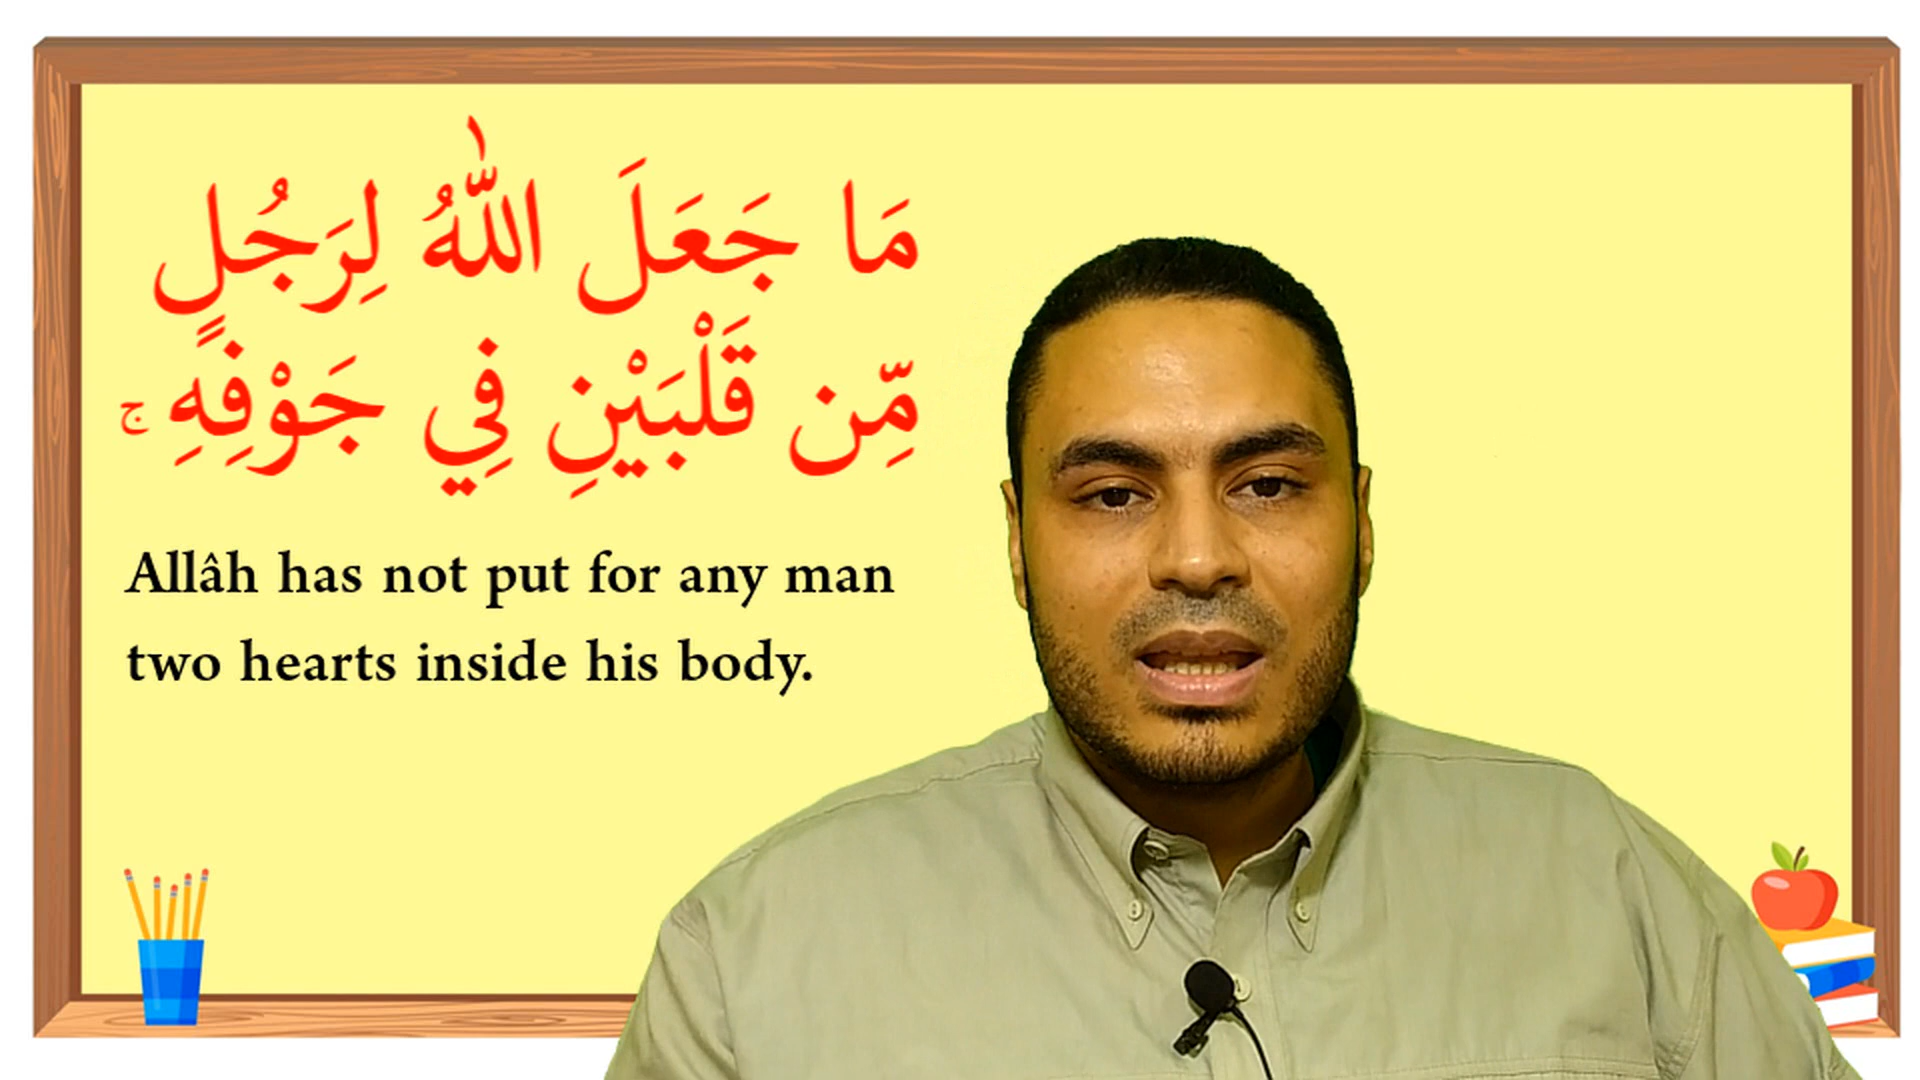 مَا جَعَلَ اللّٰهُ لِرَجُلٍ
مِّن قَلْبَيْنِ فِي جَوْفِهِ ۚ
Allâh has not put for any man
two hearts inside his body.